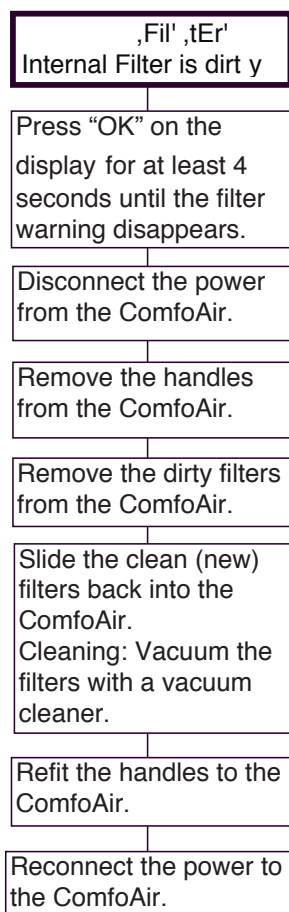 ,Fil' ,tEr'
Internal Filter is dirt y
Press “OK” on the
display for at least 4
seconds until the filter
warning disappears.
Disconnect the power
from the ComfoAir.
Remove the handles
from the ComfoAir.
Remove the dirty filters
from the ComfoAir.
Slide the clean (new)
filters back into the
ComfoAir.
Cleaning: Vacuum the
filters with a vacuum
cleaner.
Refit the handles to the
ComfoAir.
Reconnect the power to
the ComfoAir.